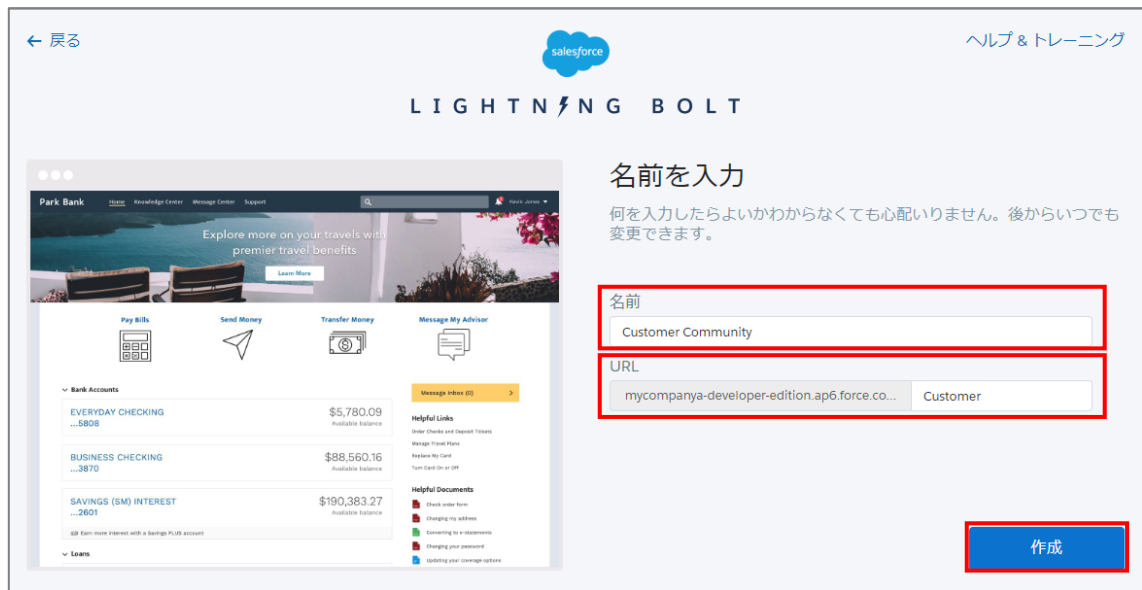 ← 戻る
salesforce
ヘルプ & トレーニング
LIGHTNING BOLT
Park Bank
Home
Knowledge Center
Message Center
Support
Kevin Jones
Explore more on your travels with
premier travel benefits
Learn More
Pay Bills
Send Money
Transfer Money
Message My Advisor
Bank Accounts
EVERYDAY CHECKING
...5808
$5,780.09
Available balance
BUSINESS CHECKING
...3870
$88,560.16
Available balance
SAVINGS (SM) INTEREST
...2601
$190,383.27
Available balance
Earn more interest with a Savings PLUS account
Loans
Message Inbox (0)
Helpful Links
Order Checks and Deposit Tickets
Manage Travel Plans
Replace My Card
Turn Card On or Off
Helpful Documents
Check order form
Changing my address
Converting to e-statements
Changing your password
Updating your coverage options
名前を入力
何を入力したらよいかわからなくても心配いりません。後からいつでも
変更できます。
名前
Customer Community
URL
mycompanya-developer-edition.ap6.force.co...
Customer
作成